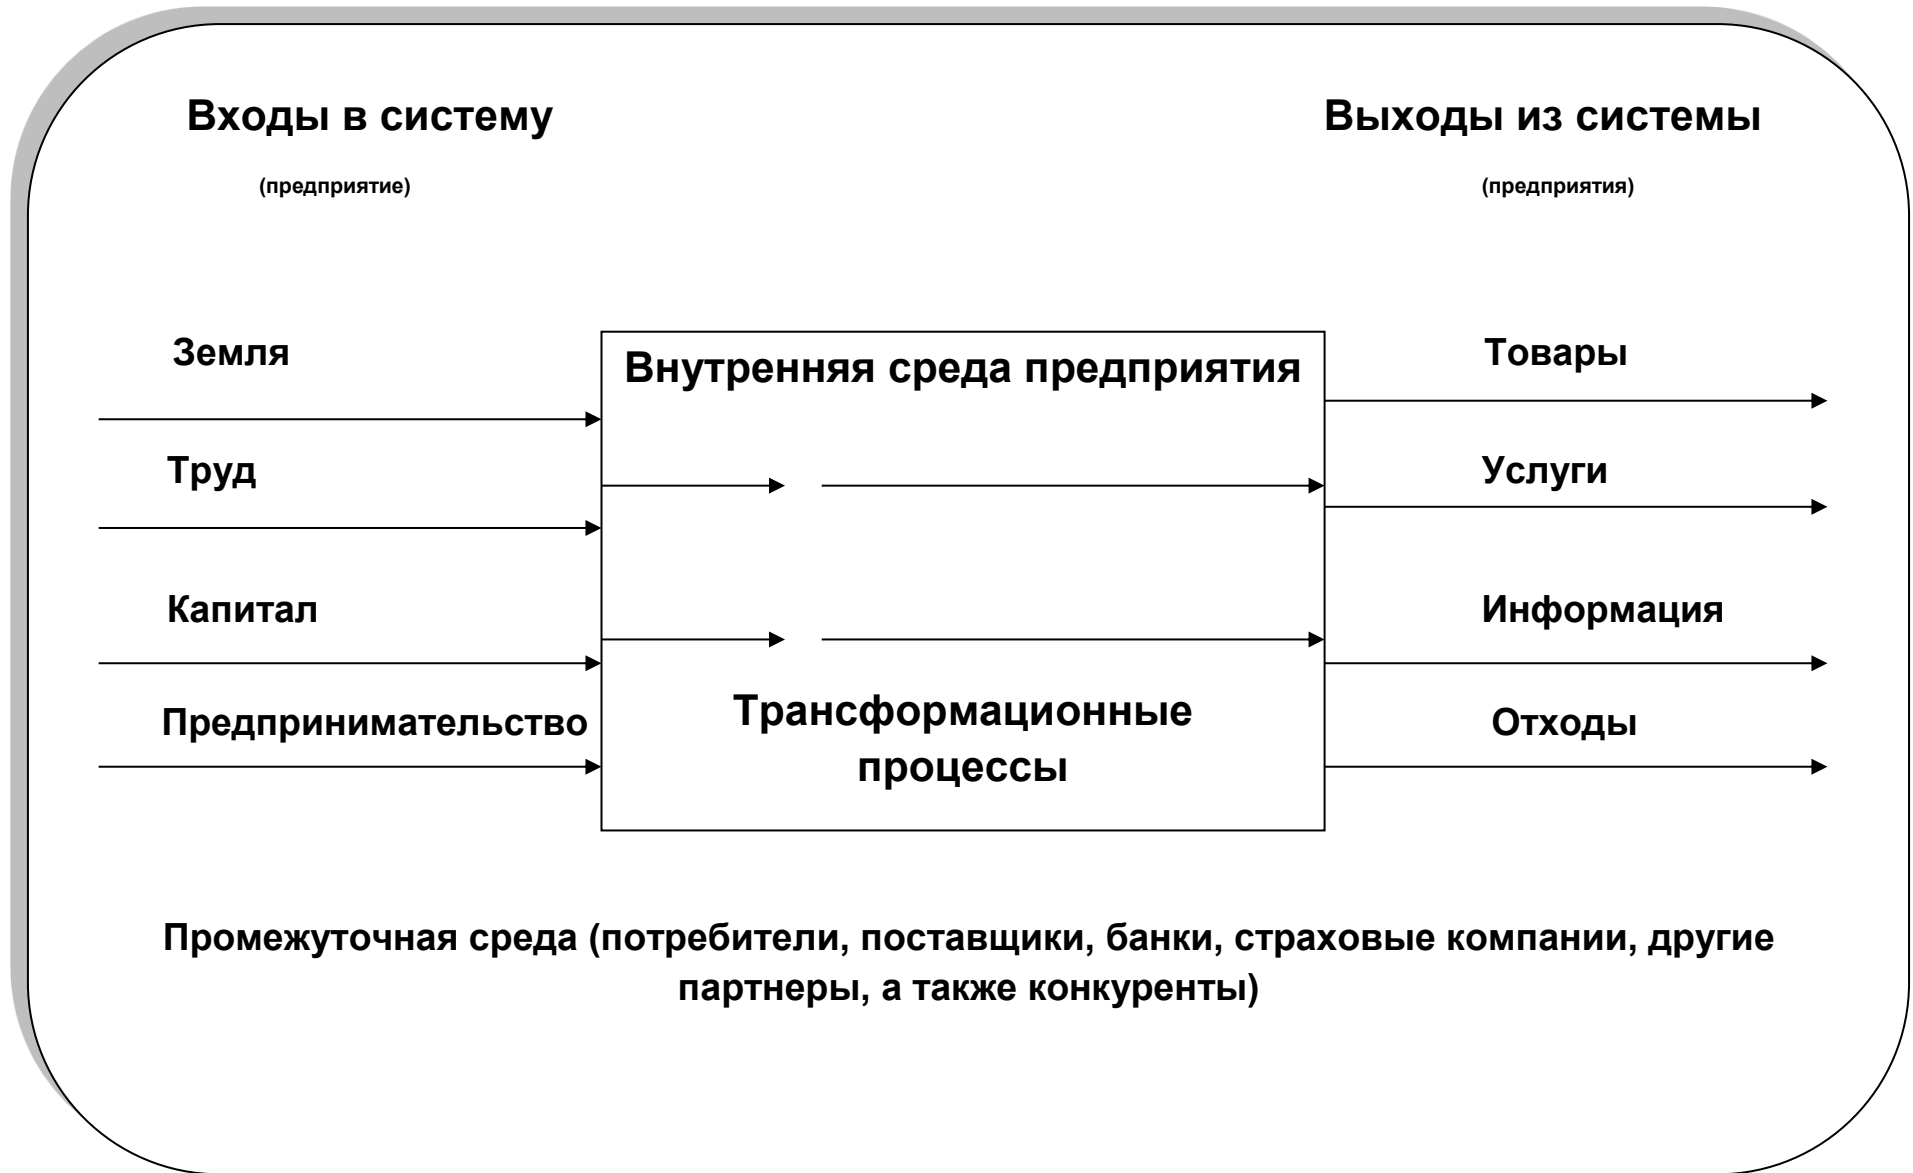 Входы в систему
Выходы из системы
(предприятие)
(предприятия)
Земля
Внутренняя среда предприятия
Товары
Труд
Услуги
Капитал
Информация
Предпринимательство
Трансформационные
процессы
Отходы
Промежуточная среда (потребители, поставщики, банки, страховые компании, другие
партнеры, а также конкуренты)